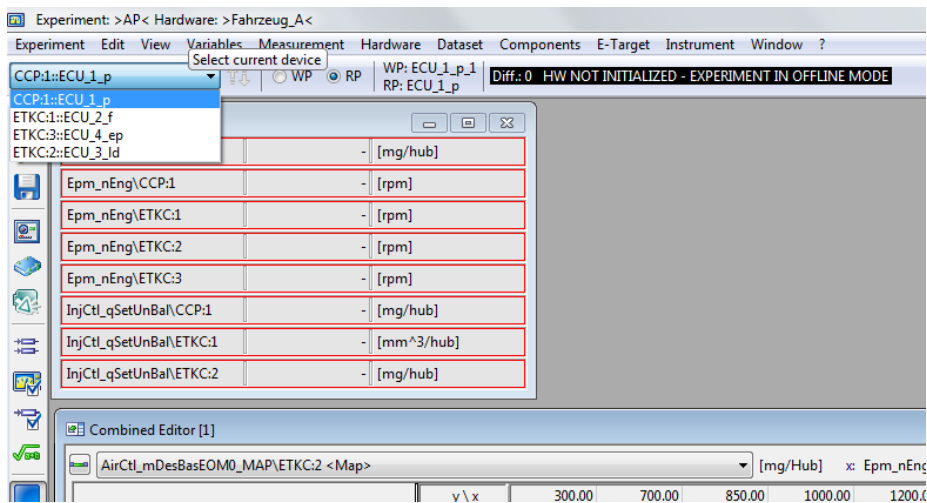 Experiment: >AP< Hardware: >Fahrzeug_A<
Experiment Edit View Variables Measurement Hardware Dataset Components E-Target Instrument Window ?
Select current device
CCP:1::ECU_1_p WP RP WP: ECU_1_p_1 Diff.: 0 HW NOT INITIALIZED - EXPERIMENT IN OFFLINE MODE
RP: ECU_1_p
CCP:1::ECU_1_p
ETKC:1::ECU_2_f
ETKC:3::ECU_4_ep
ETKC:2::ECU_3_ld
- [mg/hub]
Epm_nEng\CCP:1 - [rpm]
Epm_nEng\ETKC:1 - [rpm]
Epm_nEng\ETKC:2 - [rpm]
Epm_nEng\ETKC:3 - [rpm]
InjCtl_qSetUnBal\CCP:1 - [mg/hub]
InjCtl_qSetUnBal\ETKC:1 - [mm^3/hub]
InjCtl_qSetUnBal\ETKC:2 - [mg/hub]
Combined Editor [1]
AirCtl_mDesBasEOM0_MAP\ETKC:2 <Map> [mg/Hub] x: Epm_nEng
y \ x 300.00 700.00 850.00 1000.00 1200.0